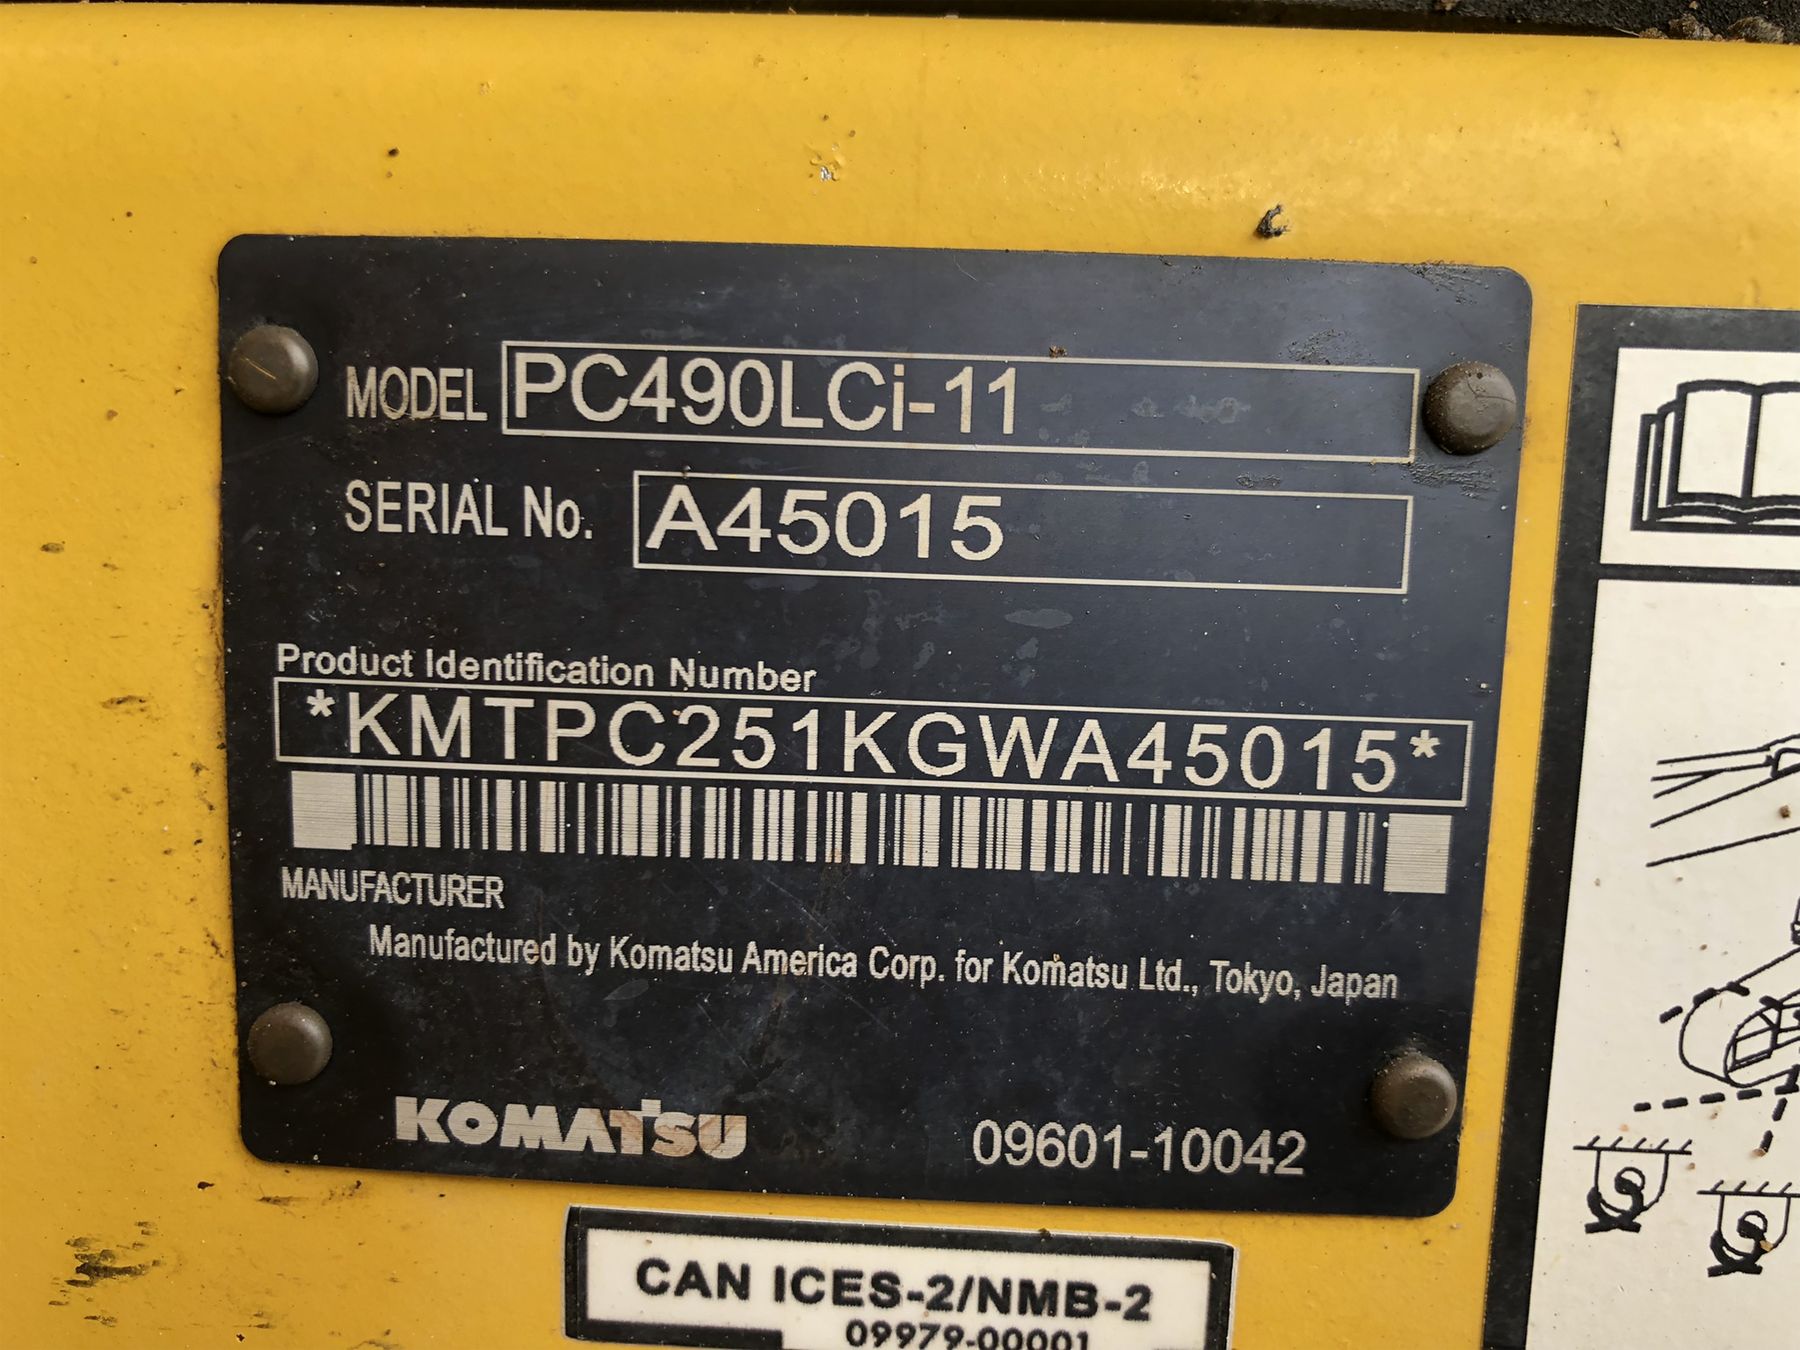 MODEL PC490LCi-11
SERIAL No. A45015
Product Identification Number
*KMTPC251KGWA45015*
MANUFACTURER
Manufactured by Komatsu America Corp. for Komatsu Ltd., Tokyo, Japan
KOMATSU 09601-10042
CAN ICES-2/NMB-2
09979-00001